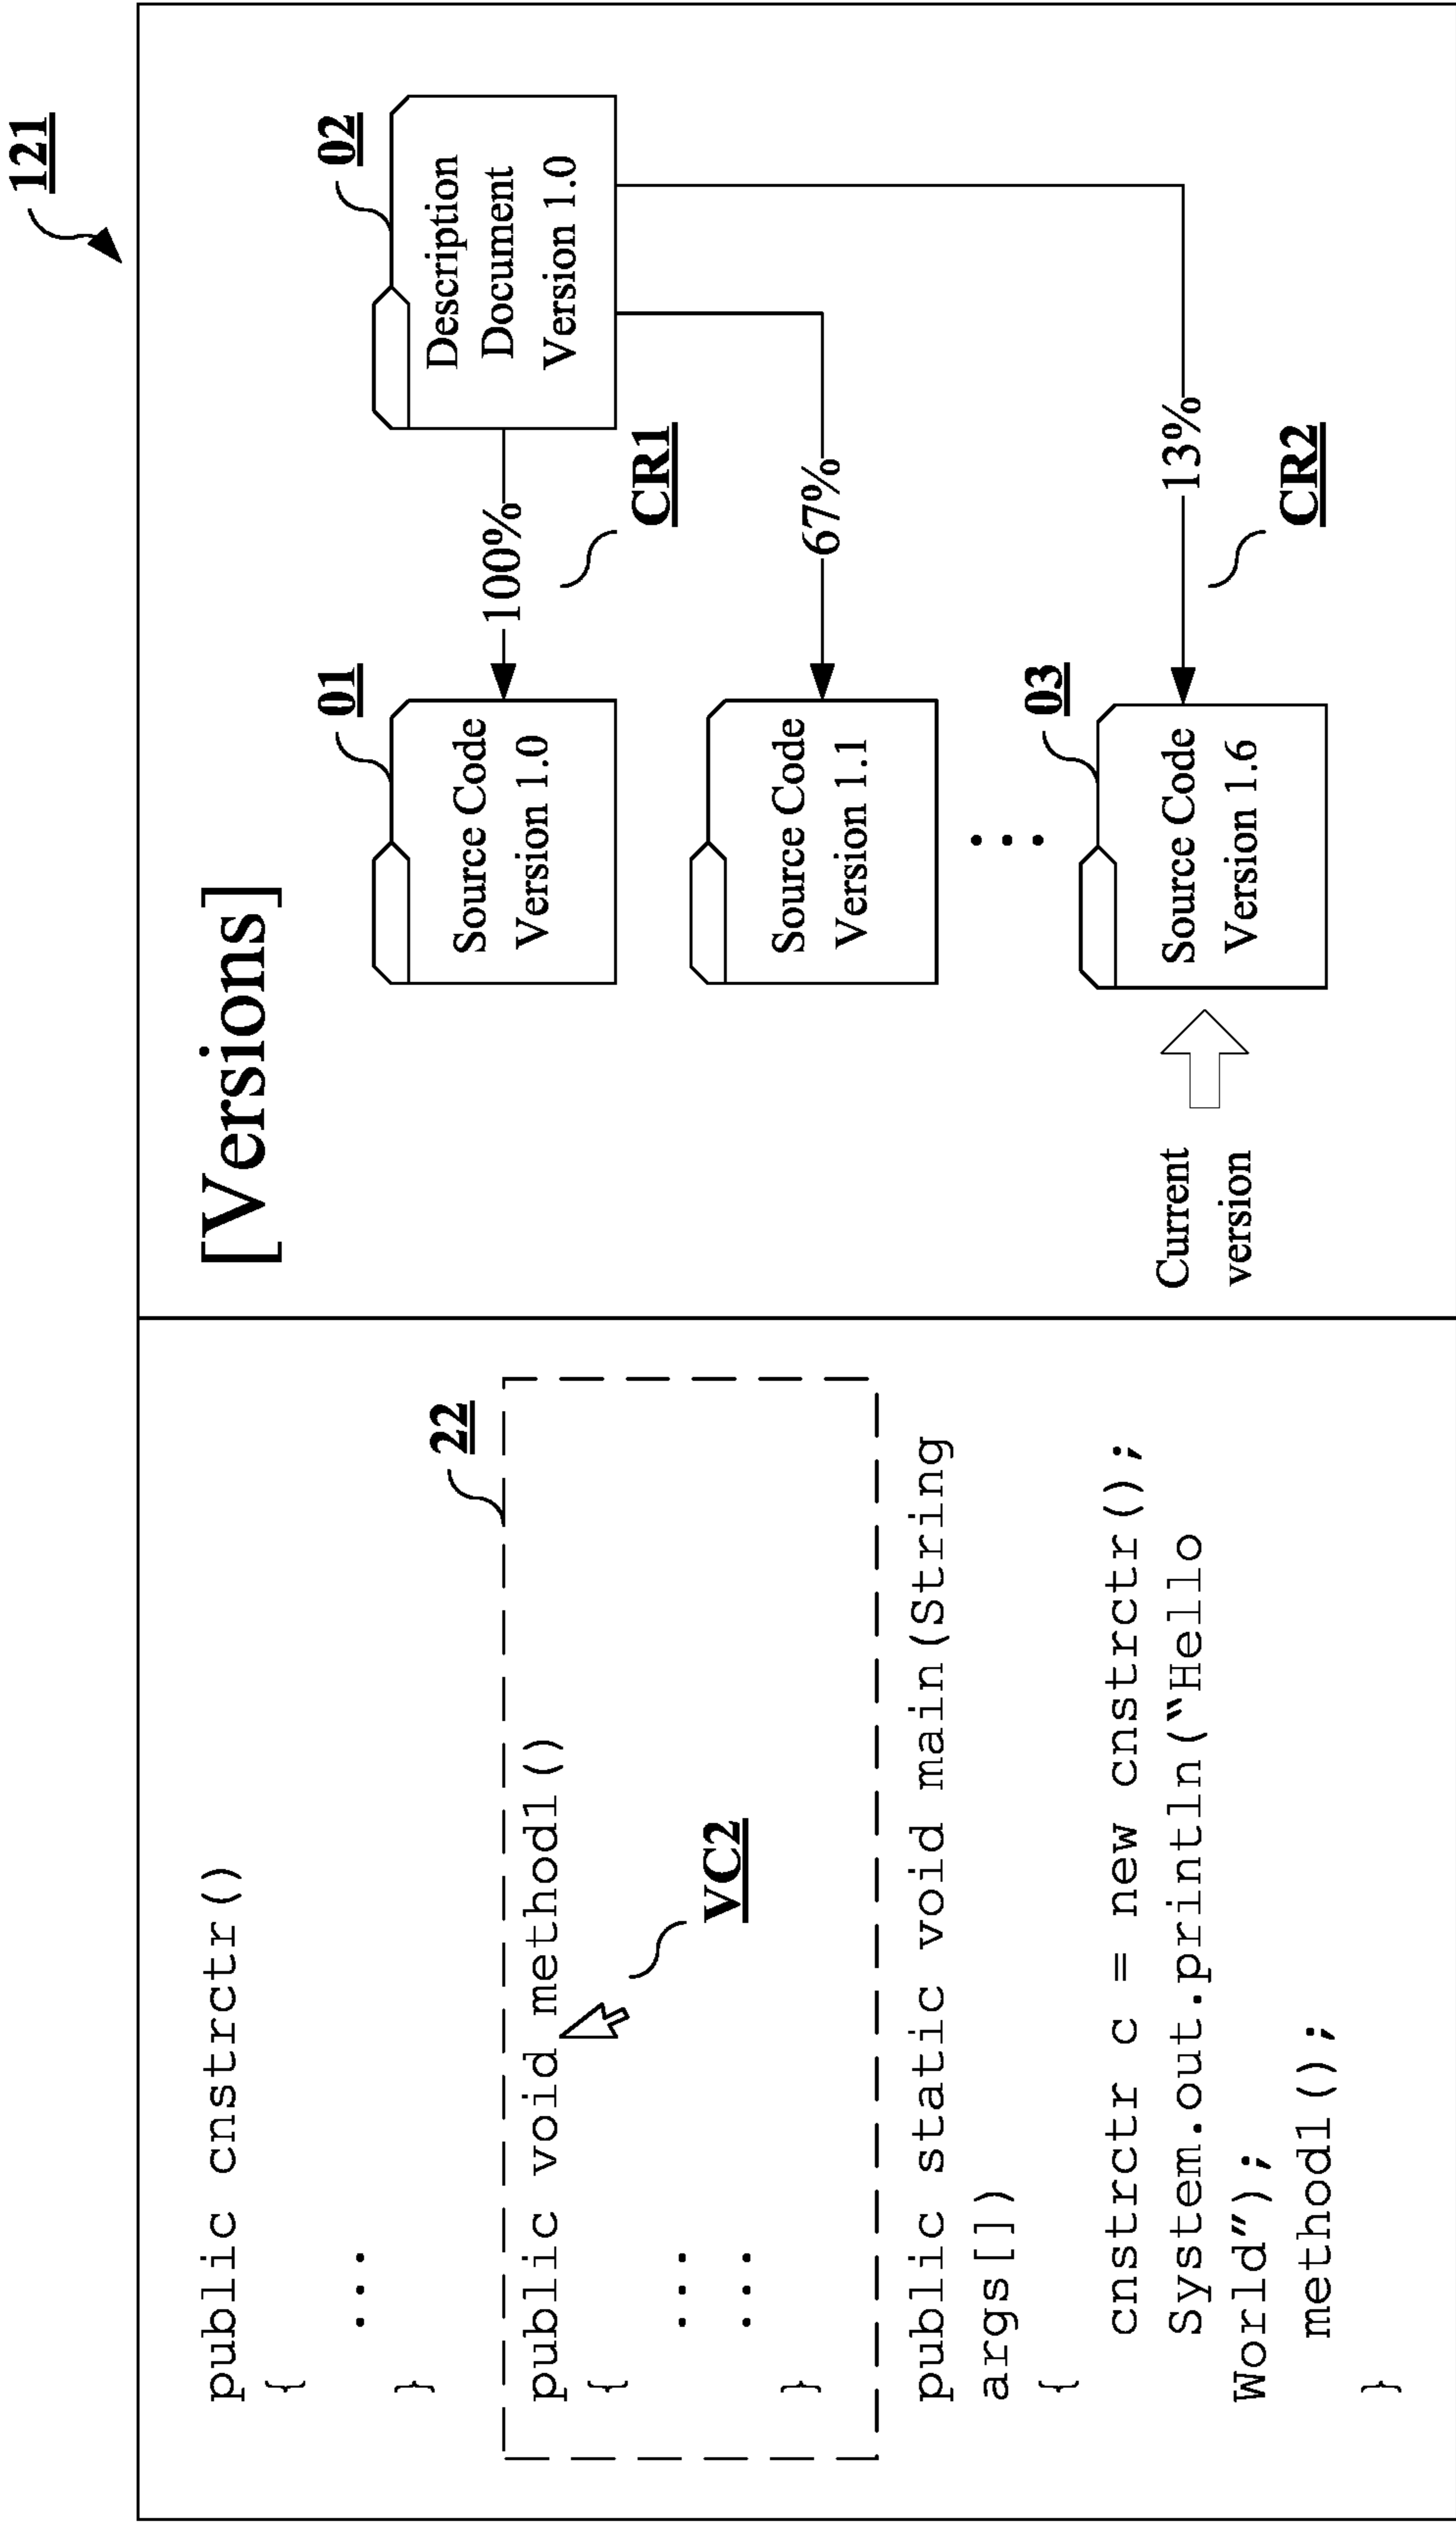 121
public cnstrctr()
{
...
}
22
public void method1()
{
...
...
}
VC2
public static void main(String
args[])
{
cnstrctr c = new cnstrctr();
System.out.println(“Hello
World”);
method1();
}
[Versions]
01
Source Code
Version 1.0
100%
CR1
02
Description
Document
Version 1.0
Source Code
Version 1.1
67%
03
Current
version
Source Code
Version 1.6
13%
CR2